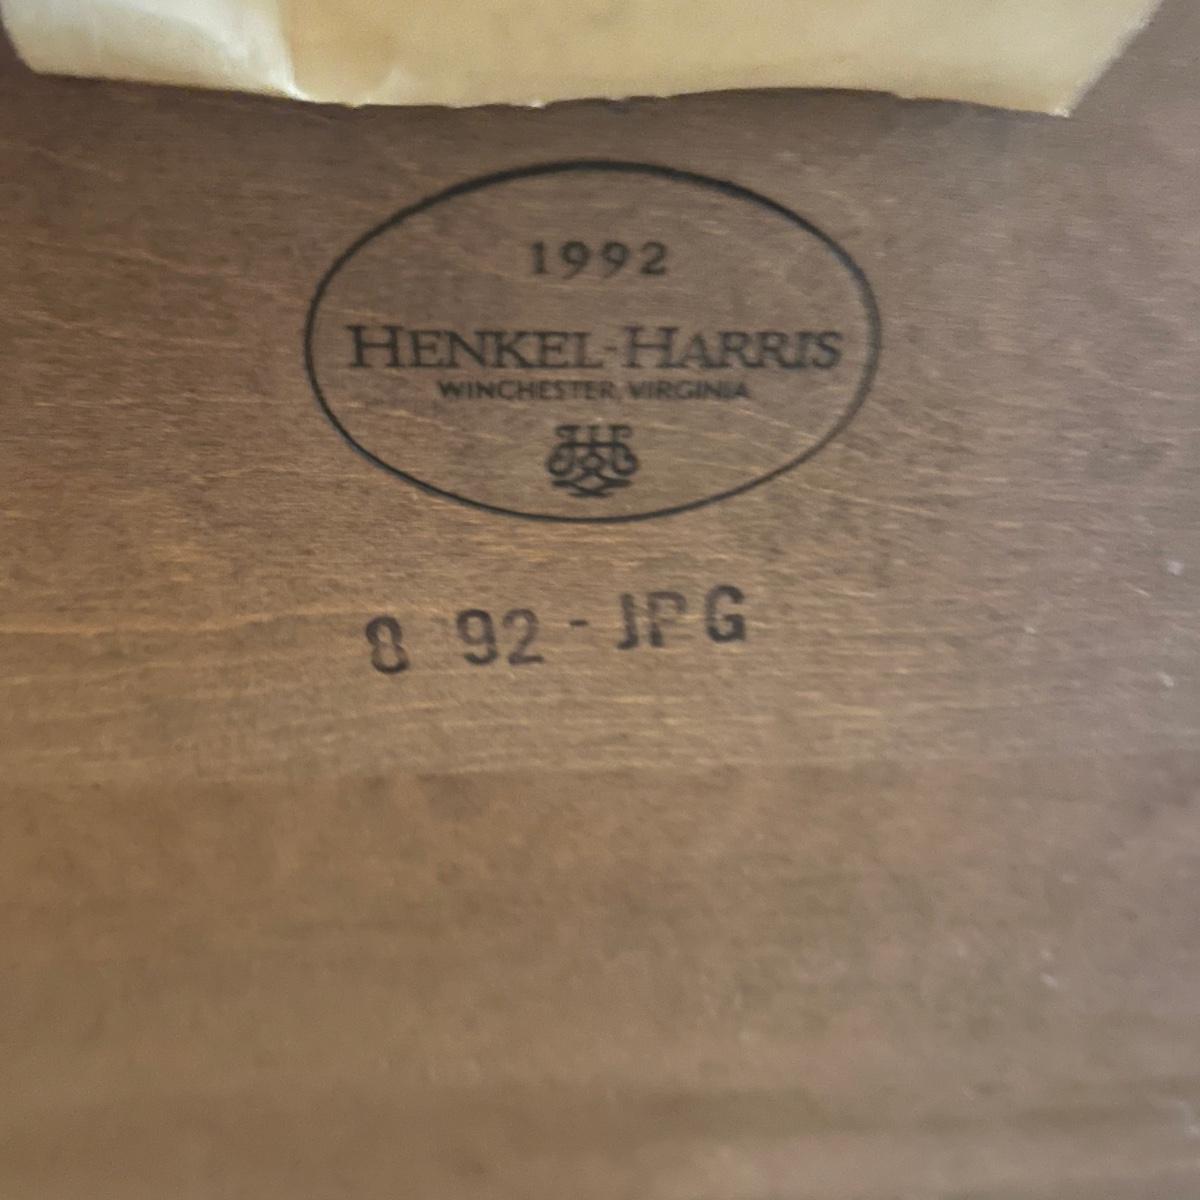 1992
HENKEL-HARRIS
WINCHESTER, VIRGINIA
8 92 - JPG